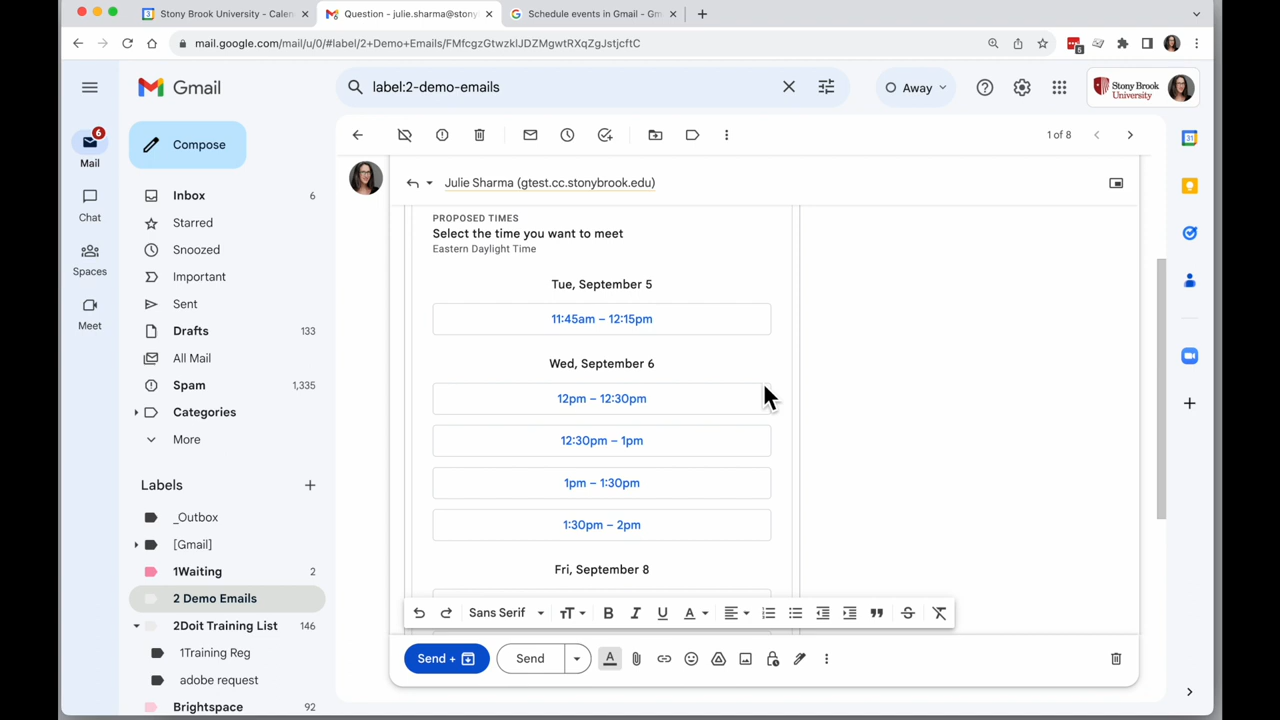 Stony Brook University - Calen
Question - julie.sharma@stony
Schedule events in Gmail - Gm
mail.google.com/mail/u/0/#label/2+Demo+Emails/FMfcgzGtwzklJDZMgwtRXqZgJstjcftC
5
Gmail
label:2-demo-emails
Away
Stony Brook
University
6
Mail
Compose
1 of 8
31
Chat
Spaces
Meet
Inbox 6
Starred
Snoozed
Important
Sent
Drafts 133
All Mail
Spam 1,335
Categories
More
Labels
_Outbox
[Gmail]
1Waiting 2
2 Demo Emails
2Doit Training List 146
1Training Reg
adobe request
Brightspace 92
Julie Sharma (gtest.cc.stonybrook.edu)
PROPOSED TIMES
Select the time you want to meet
Eastern Daylight Time
Tue, September 5
11:45am – 12:15pm
Wed, September 6
12pm – 12:30pm
12:30pm – 1pm
1pm – 1:30pm
1:30pm – 2pm
Fri, September 8
Sans Serif
Send +
Send